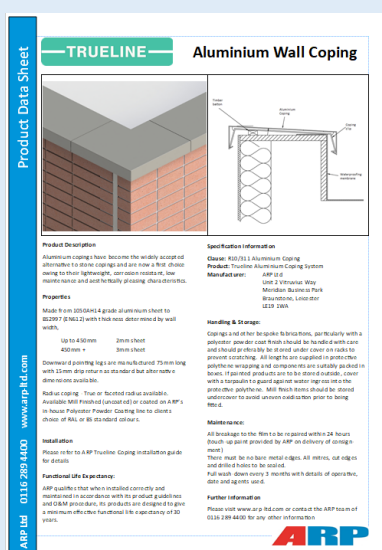 TRUELINE
Aluminium Wall Coping
Product Data Sheet
Timber
batten
Aluminium
Coping
Coping
clip
Waterproofing
membrane
Product Description
Aluminium copings have become the widely accepted
alternative to stone copings and are now a first choice
owing to their lightweight, corrosion resistant, low
maintenance and aesthetically pleasing characteristics.
Properties
Made from 1050AH14 grade aluminium sheet to
BS2997 (EN612) with thickness determined by wall
width,
Up to 450mm 2mm sheet
450mm + 3mm sheet
Downward pointing legs are manufactured 75mm long
with 15mm drip return as standard but alternative
dimensions available.
Radius coping True or faceted radius available.
Available Mill Finished (uncoated) or coated on ARP's
in house Polyester Powder Coating line to clients
choice of RAL or BS standard colours.
Installation
Please refer to ARP Trueline Coping installation guide
for details
Functional Life Expectancy:
ARP qualifies that when installed correctly and
maintained in accordance with its product guidelines
and O&M procedure, its products are designed to give
a minimum effective functional life expectancy of 30
years.
Specification Information
Clause: R10/311 Aluminium Coping
Product: Trueline Aluminium Coping System
Manufacturer: ARP Ltd
Unit 2 Vitruvius Way
Meridian Business Park
Braunstone, Leicester
LE19 1WA
Handling & Storage:
Copings and other bespoke fabrications, particularly with a
polyester powder coat finish should be handled with care
and should preferably be stored under cover on racks to
prevent scratching. All lengths are supplied in protective
polythene wrapping and components are suitably packed in
boxes. If painted products are to be stored outside, cover
with a tarpaulin to guard against water ingress into the
protective polythene. Mill finish items should be stored
undercover to avoid uneven oxidisation prior to being
fitted.
Maintenance:
All breakage to the film to be repaired within 24 hours
(touch-up paint provided by ARP on delivery of consign-
ment)
There must be no bare metal edges. All mitres, cut edges
and drilled holes to be sealed.
Full wash down every 3 months with details of operative,
date and agents used.
Further Information
Please visit www.arp-ltd.com or contact the ARP team of
0116 289 4400 for any other information
ARP Ltd 0116 289 4400 www.arp-ltd.com
ARP